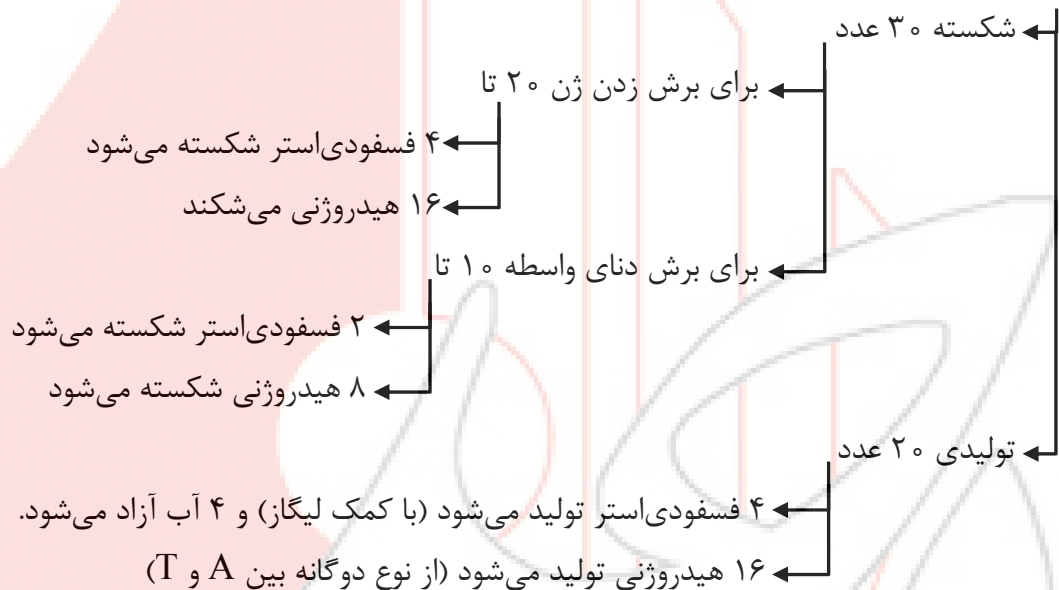 شکسته ۳۰ عدد
برای برش زدن ژن ۲۰ تا
۴ فسفودی‌استر شکسته می‌شود
۱۶ هیدروژنی می‌شکند
برای برش دنای واسطه ۱۰ تا
۲ فسفودی‌استر شکسته می‌شود
۸ هیدروژنی شکسته می‌شود
تولیدی ۲۰ عدد
۴ فسفودی‌استر تولید می‌شود (با کمک لیگاز) و ۴ آب آزاد می‌شود.
۱۶ هیدروژنی تولید می‌شود (از نوع دوگانه بین A و T)